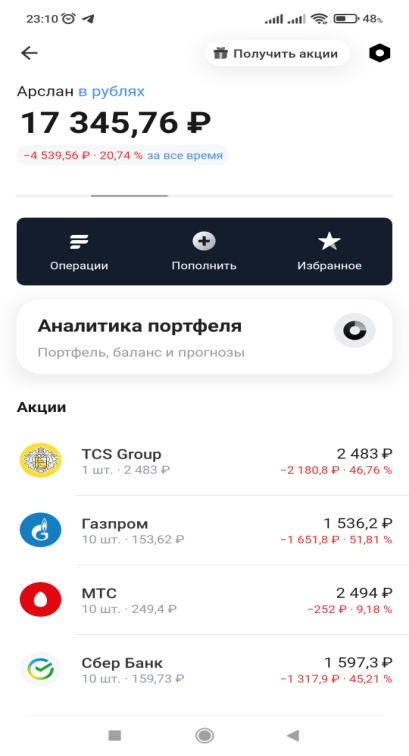 23:10
48%
Получить акции
Арслан в рублях
17 345,76 ₽
−4 539,56 ₽ · 20,74 % за все время
Операции
Пополнить
Избранное
Аналитика портфеля
Портфель, баланс и прогнозы
Акции
TCS Group
2 483 ₽
1 шт. · 2 483 ₽
−2 180,8 ₽ · 46,76 %
Газпром
1 536,2 ₽
10 шт. · 153,62 ₽
−1 651,8 ₽ · 51,81 %
МТС
2 494 ₽
10 шт. · 249,4 ₽
−252 ₽ · 9,18 %
Сбер Банк
1 597,3 ₽
10 шт. · 159,73 ₽
−1 317,9 ₽ · 45,21 %